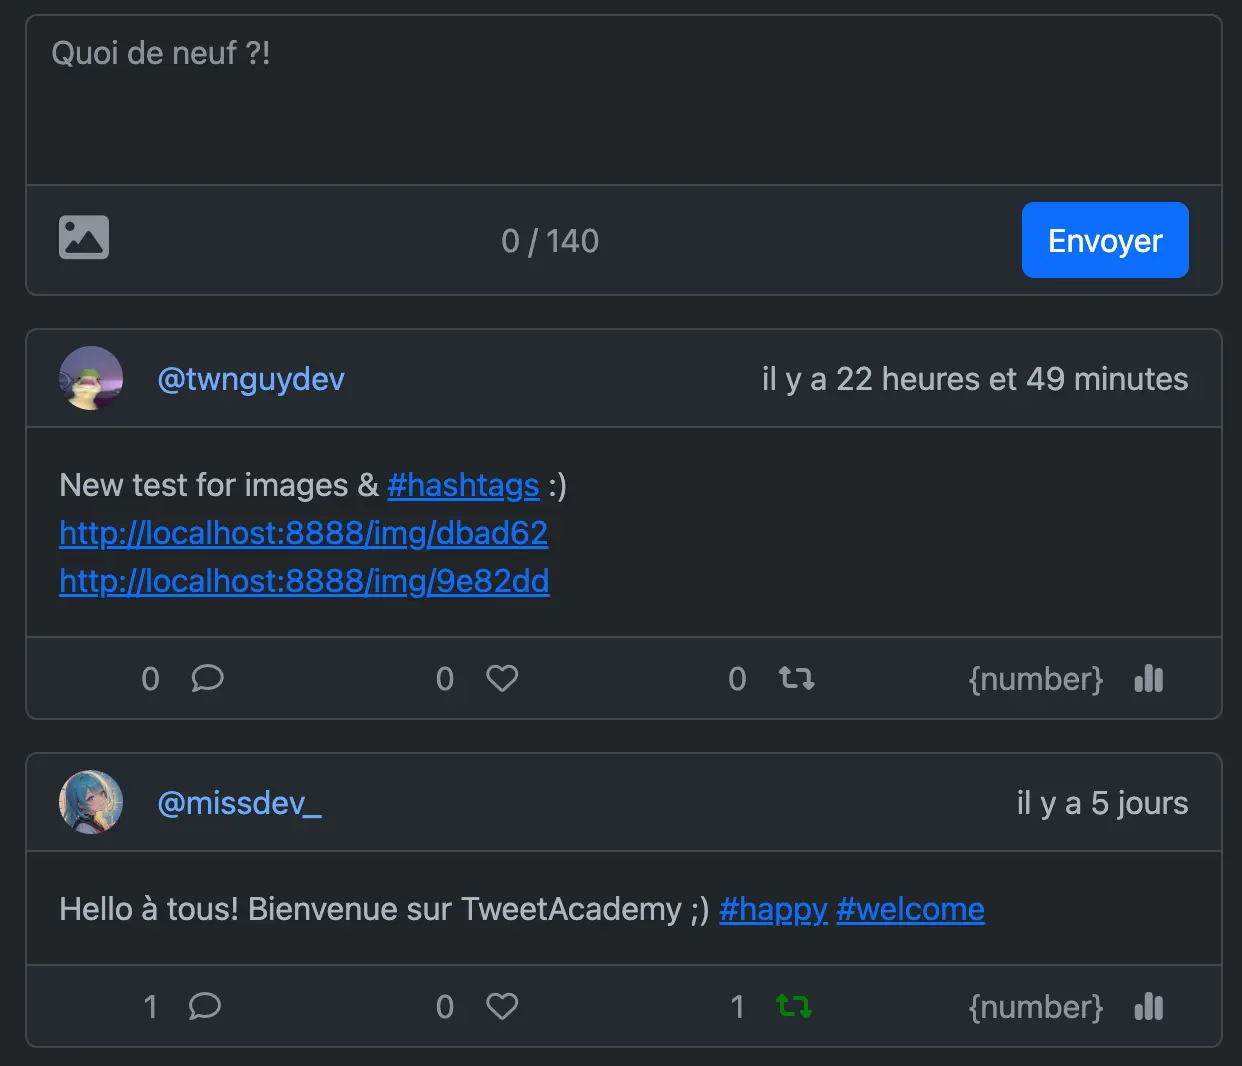 Quoi de neuf ?!
0 / 140
Envoyer
@twnguydev
il y a 22 heures et 49 minutes
New test for images & #hashtags :)
http://localhost:8888/img/dbad62
http://localhost:8888/img/9e82dd
0
0
0
{number}
@missdev_
il y a 5 jours
Hello à tous! Bienvenue sur TweetAcademy ;) #happy #welcome
1
0
1
{number}